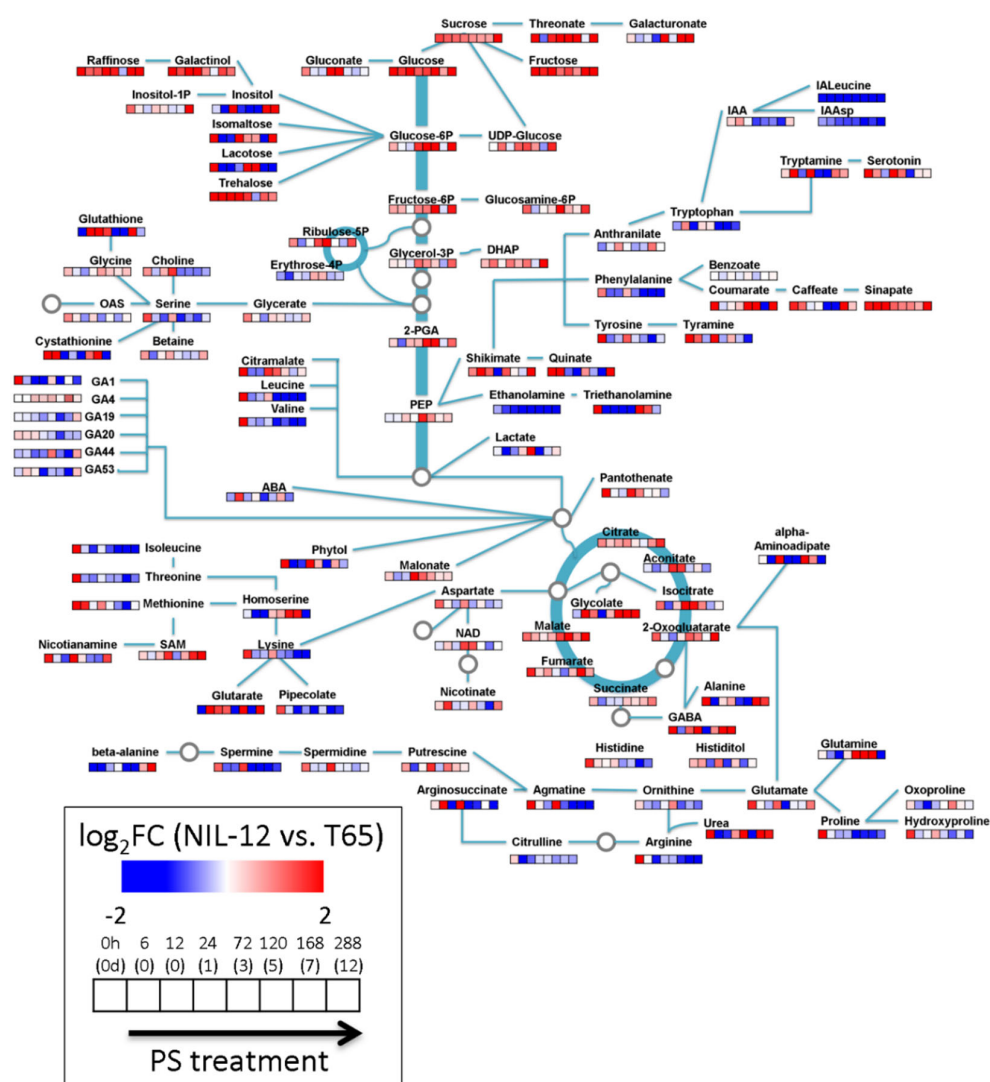 Sucrose Threonate Galacturonate
Raffinose Galactinol Gluconate Glucose Fructose
Inositol-1P Inositol
IALeucine
IAA IAAsp
Isomaltose
Glucose-6P UDP-Glucose
Lacotose
Tryptamine Serotonin
Trehalose
Fructose-6P Glucosamine-6P
Glutathione
Tryptophan
Ribulose-5P
Anthranilate
Glycerol-3P DHAP
Glycine Choline
Erythrose-4P
Benzoate
Phenylalanine
Coumarate Caffeate Sinapate
OAS Serine Glycerate
2-PGA
Tyrosine Tyramine
Cystathionine Betaine
Citramalate
Shikimate Quinate
GA1
Leucine
GA4
PEP
Ethanolamine Triethanolamine
Valine
GA19
GA20
Lactate
GA44
GA53
ABA
Pantothenate
Citrate
alpha-
Aminoadipate
Isoleucine Phytol
Aconitate
Malonate
Threonine
Aspartate
Isocitrate
Methionine Homoserine
Glycolate
NAD
Malate
2-Oxogluatarate
Nicotianamine SAM Lysine
Fumarate
Glutarate Pipecolate
Nicotinate
Succinate
Alanine
GABA
Histidine Histiditol
Glutamine
beta-alanine Spermine Spermidine Putrescine
Arginosuccinate Agmatine Ornithine Glutamate
Oxoproline
Urea
Proline Hydroxyproline
Citrulline Arginine
log2FC (NIL-12 vs. T65)
-2 2
0h 6 12 24 72 120 168 288
(0d) (0) (0) (1) (3) (5) (7) (12)
PS treatment